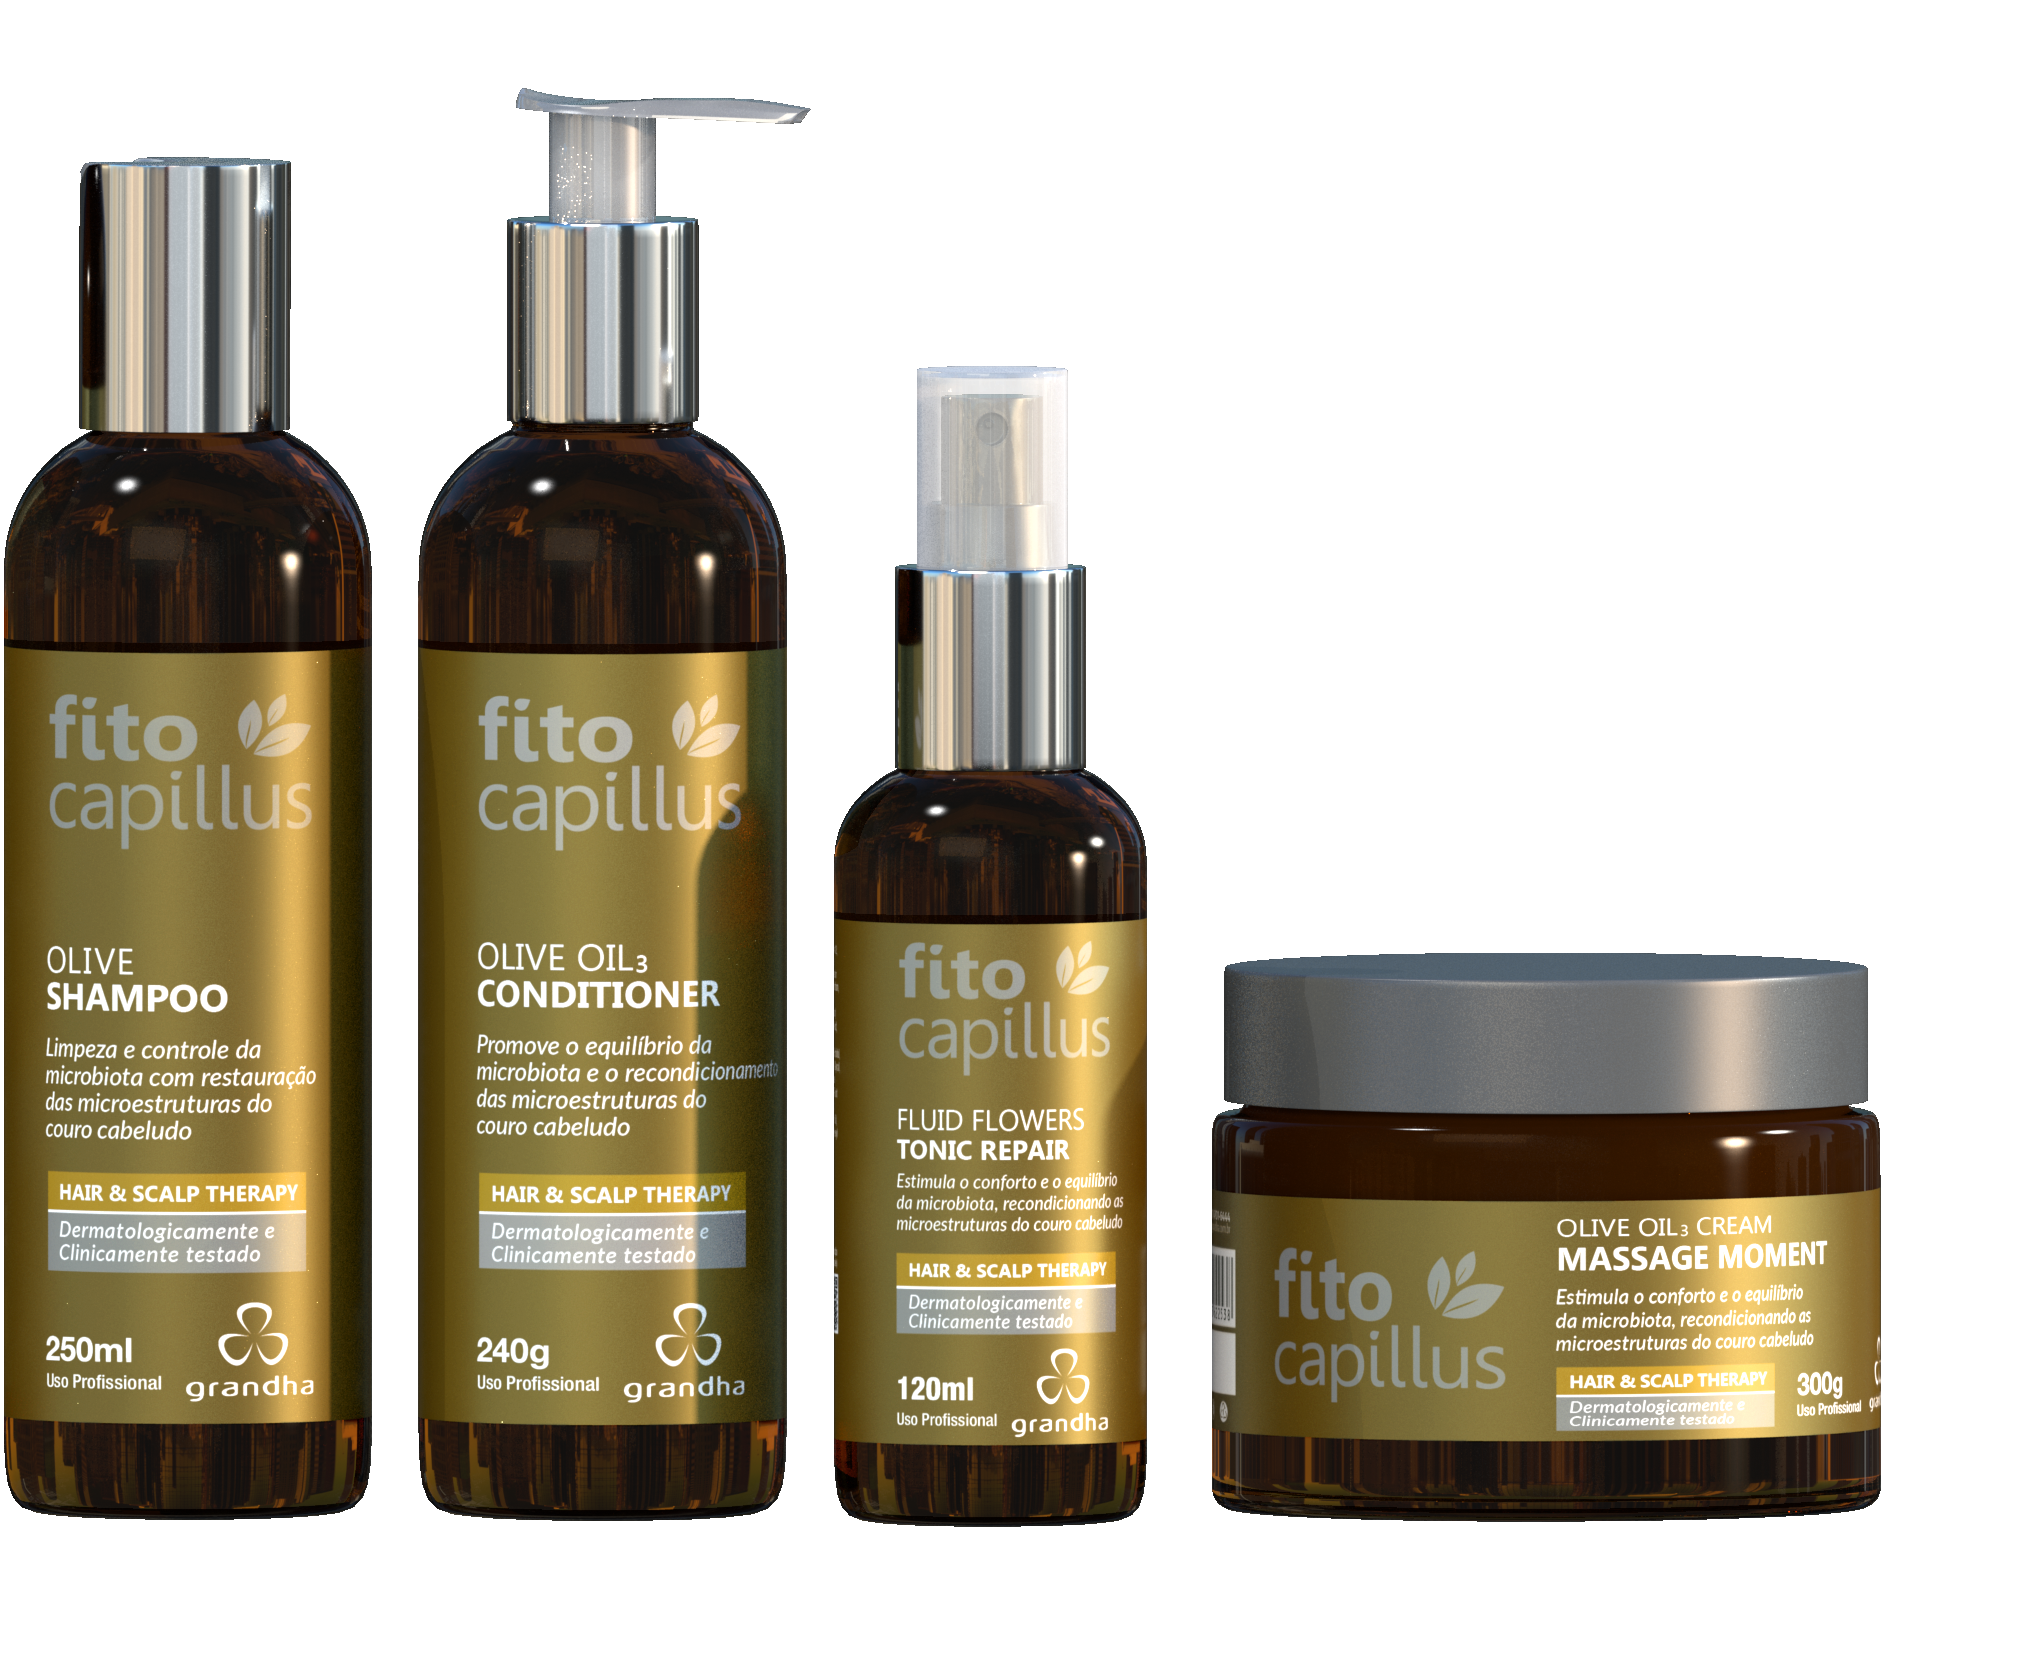 fito
capillus
OLIVE
SHAMPOO
Limpeza e controle da
microbiota com restauração
das microestruturas do
couro cabeludo
HAIR & SCALP THERAPY
Dermatologicamente e
Clinicamente testado
250ml
Uso Profissional
grandha
fito
capillus
OLIVE OIL₃
CONDITIONER
Promove o equilíbrio da
microbiota e o recondicionamento
das microestruturas do
couro cabeludo
HAIR & SCALP THERAPY
Dermatologicamente e
Clinicamente testado
240g
Uso Profissional
grandha
fito
capillus
FLUID FLOWERS
TONIC REPAIR
Estimula o conforto e o equilíbrio
da microbiota, recondicionando as
microestruturas do couro cabeludo
HAIR & SCALP THERAPY
Dermatologicamente e
Clinicamente testado
120ml
Uso Profissional
grandha
fito
capillus
OLIVE OIL₃ CREAM
MASSAGE MOMENT
Estimula o conforto e o equilíbrio
da microbiota, recondicionando as
microestruturas do couro cabeludo
HAIR & SCALP THERAPY
Dermatologicamente e
Clinicamente testado
300g
Uso Profissional